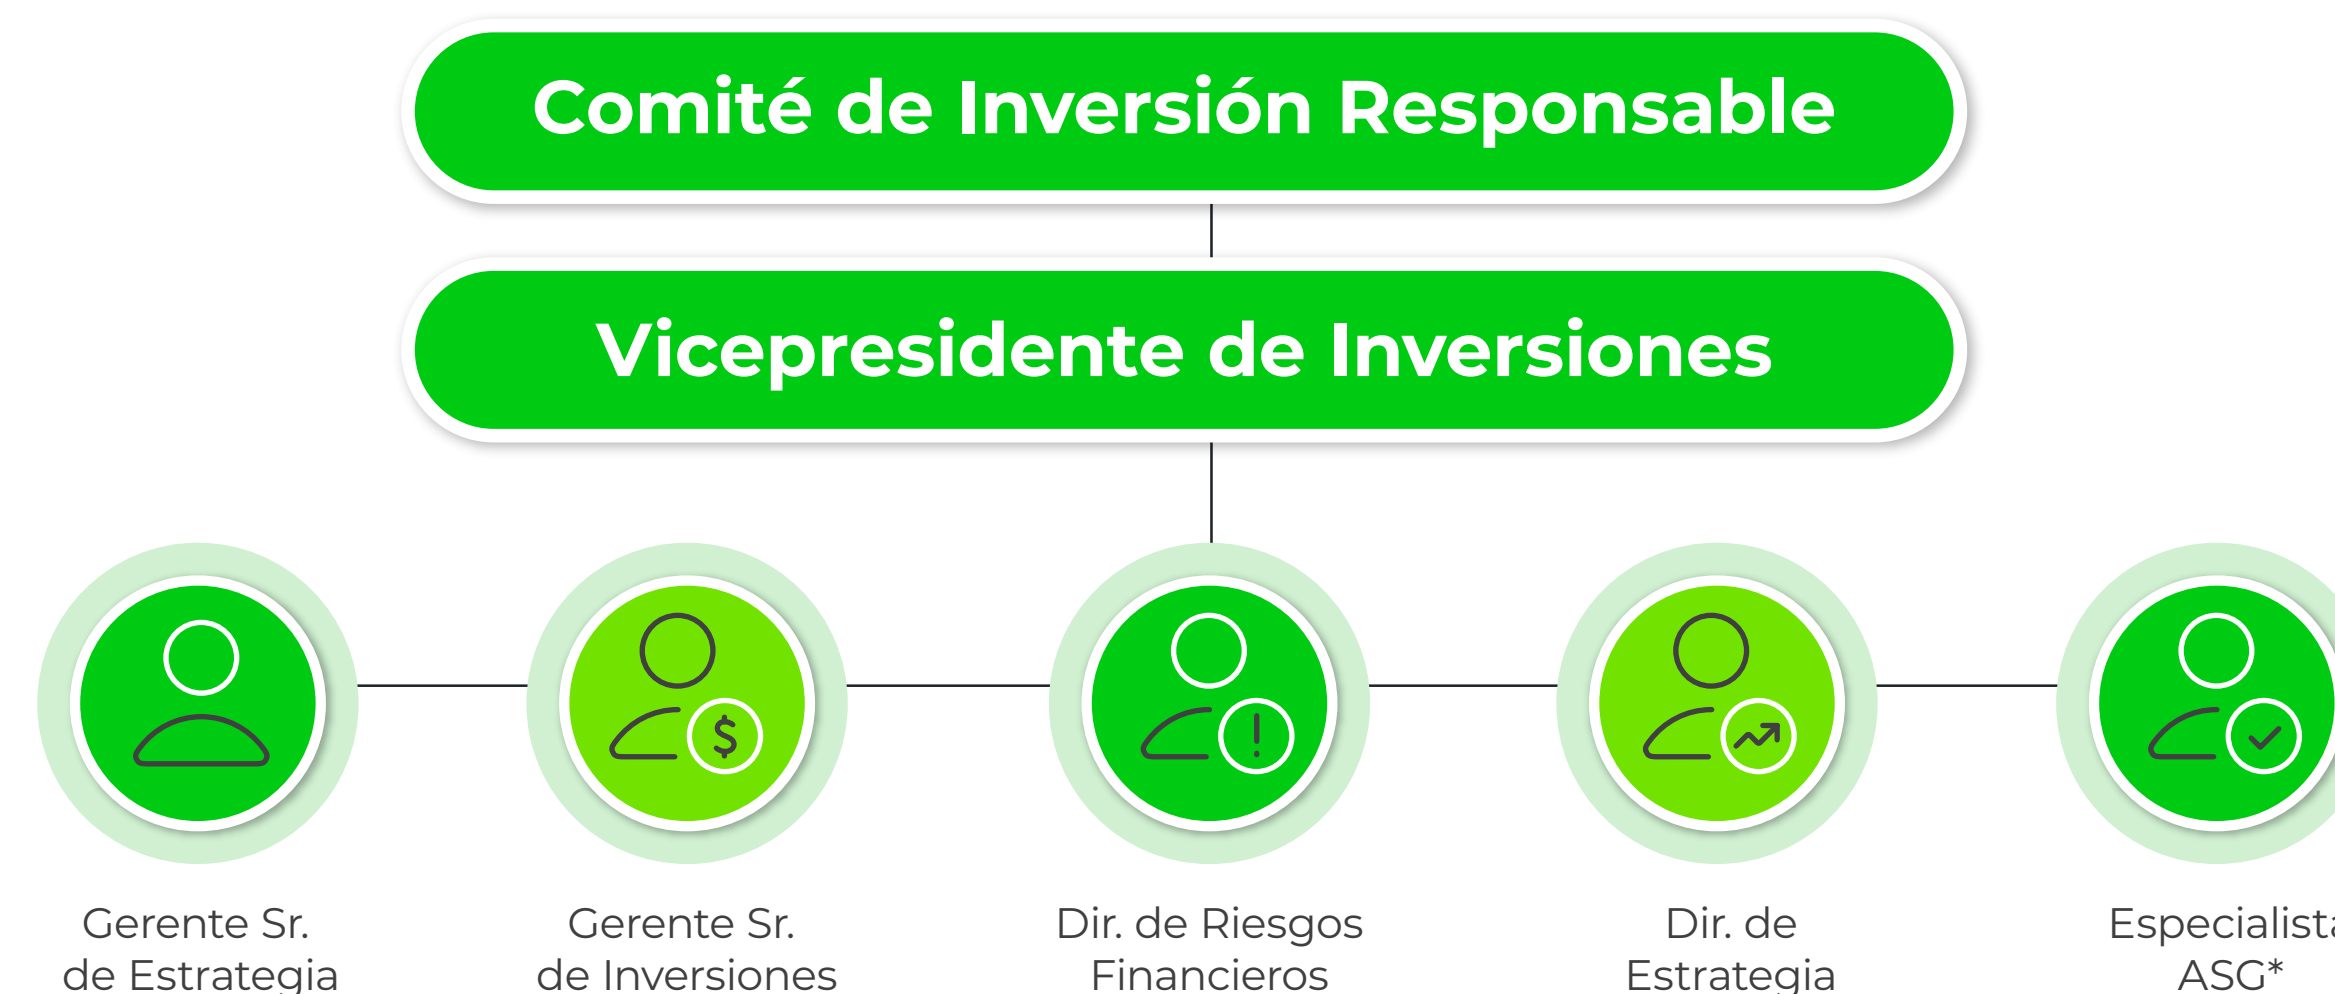 Comité de Inversión Responsable
Vicepresidente de Inversiones
Gerente Sr.
de Estrategia
Gerente Sr.
de Inversiones
Dir. de Riesgos
Financieros
Dir. de
Estrategia
Especialista
ASG*